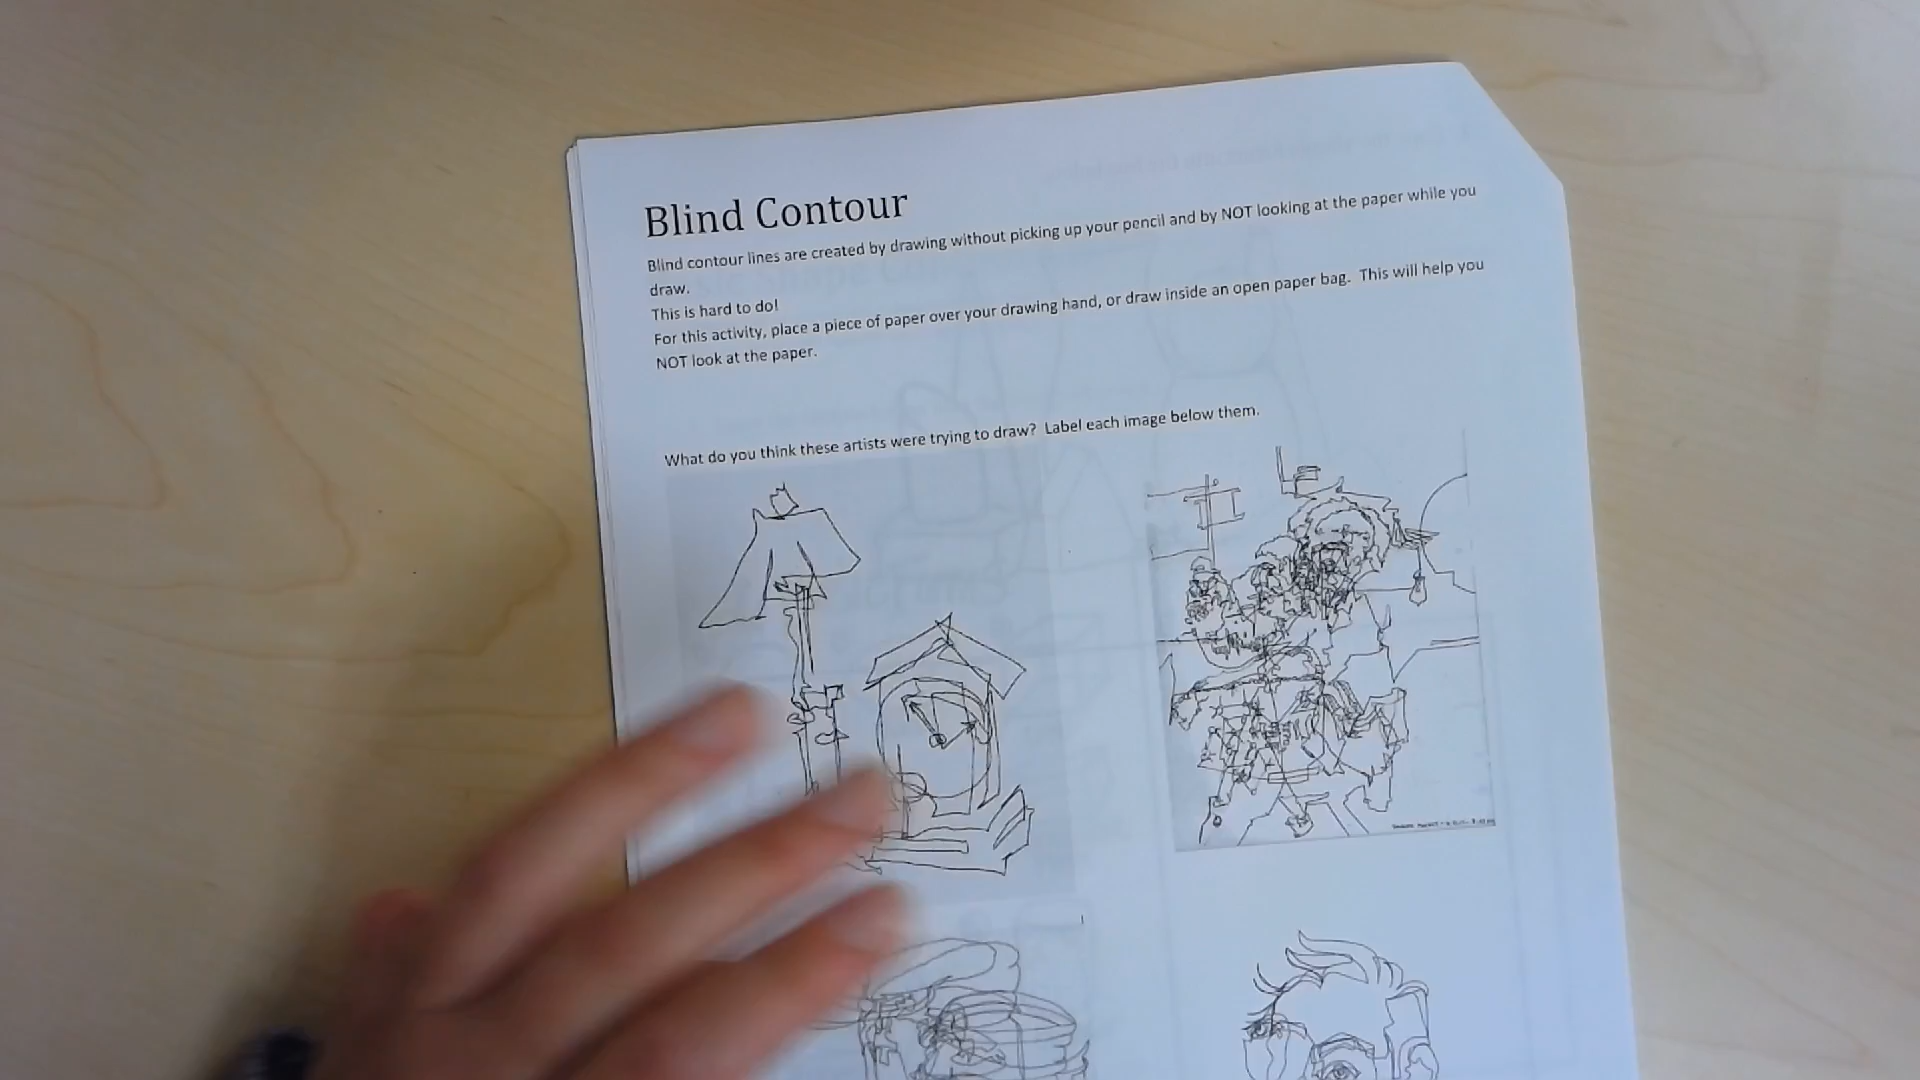 Blind Contour
Blind contour lines are created by drawing without picking up your pencil and by NOT looking at the paper while you
draw.
This is hard to do!
For this activity, place a piece of paper over your drawing hand, or draw inside an open paper bag. This will help you
NOT look at the paper.
What do you think these artists were trying to draw? Label each image below them.